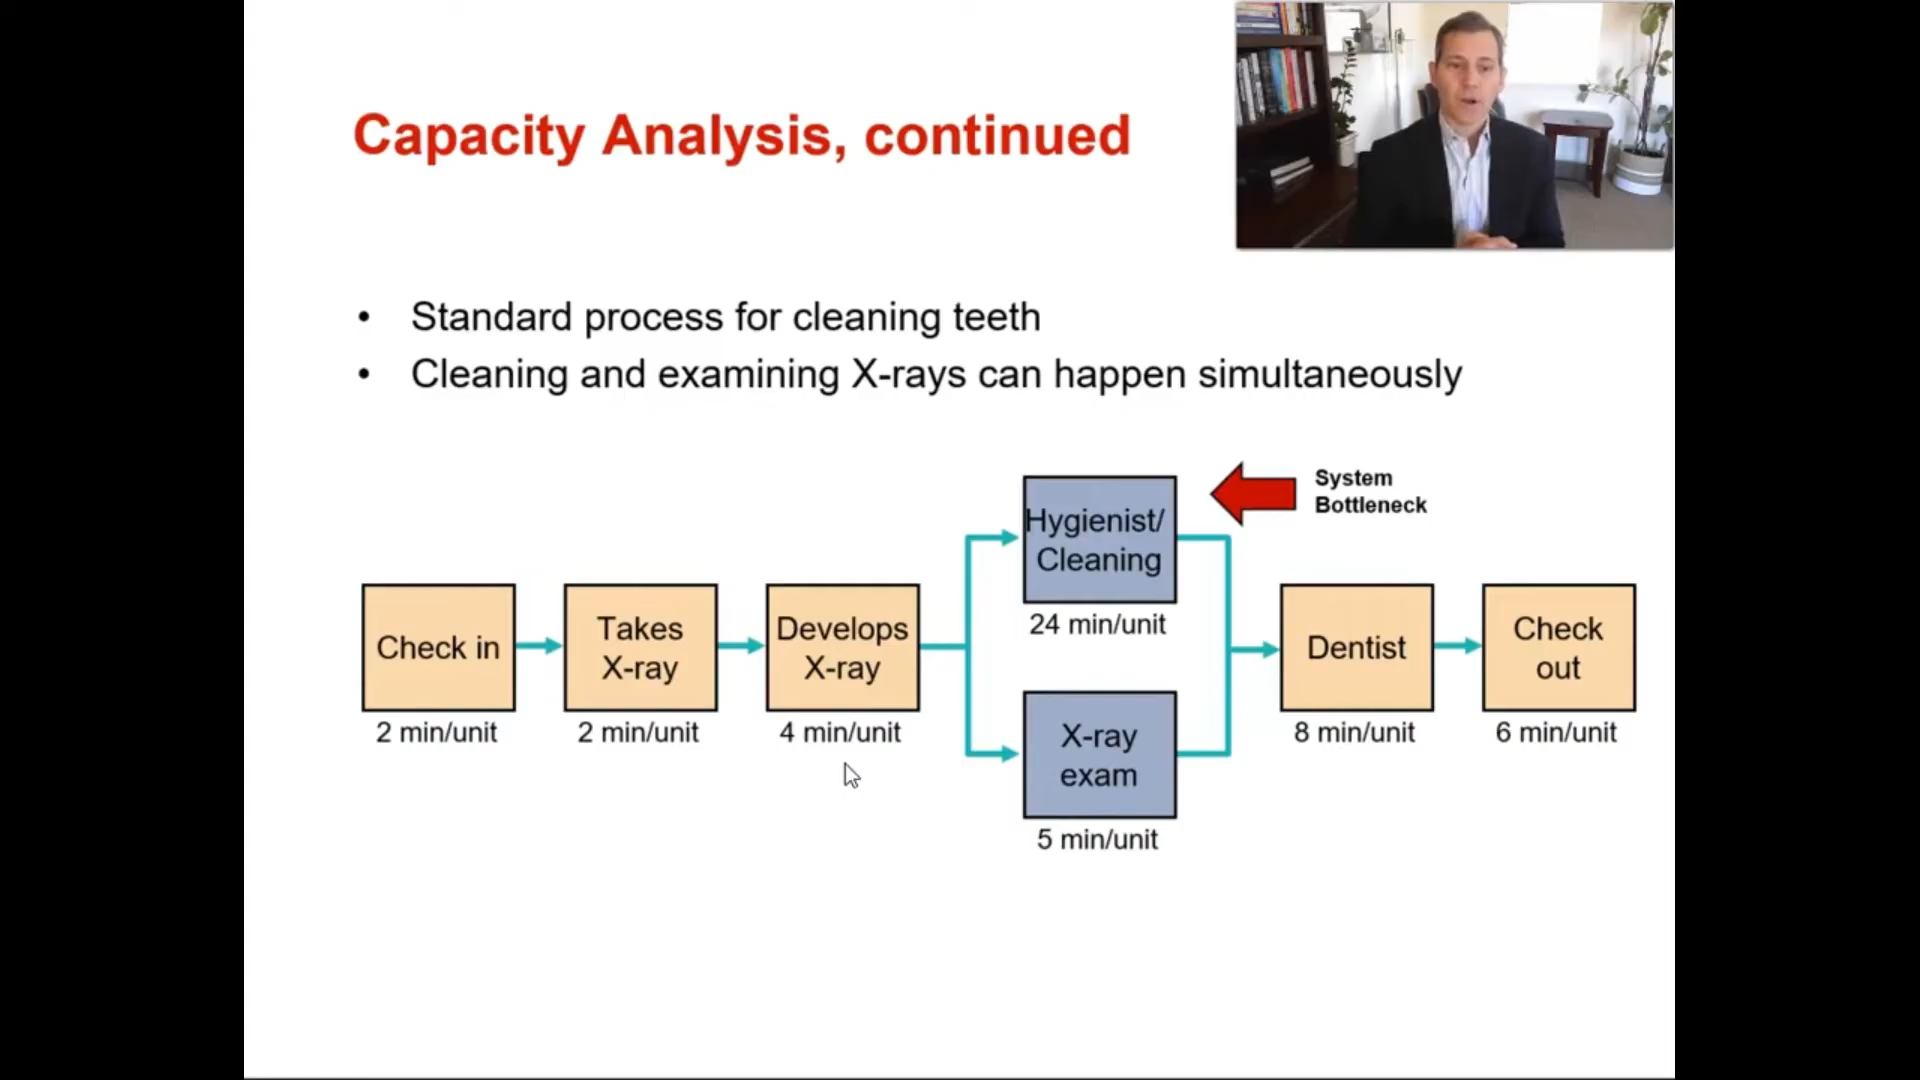 Capacity Analysis, continued
• Standard process for cleaning teeth
• Cleaning and examining X-rays can happen simultaneously
System
Bottleneck
Hygienist/
Cleaning
24 min/unit
Check in
2 min/unit
Takes
X-ray
2 min/unit
Develops
X-ray
4 min/unit
X-ray
exam
5 min/unit
Dentist
8 min/unit
Check
out
6 min/unit